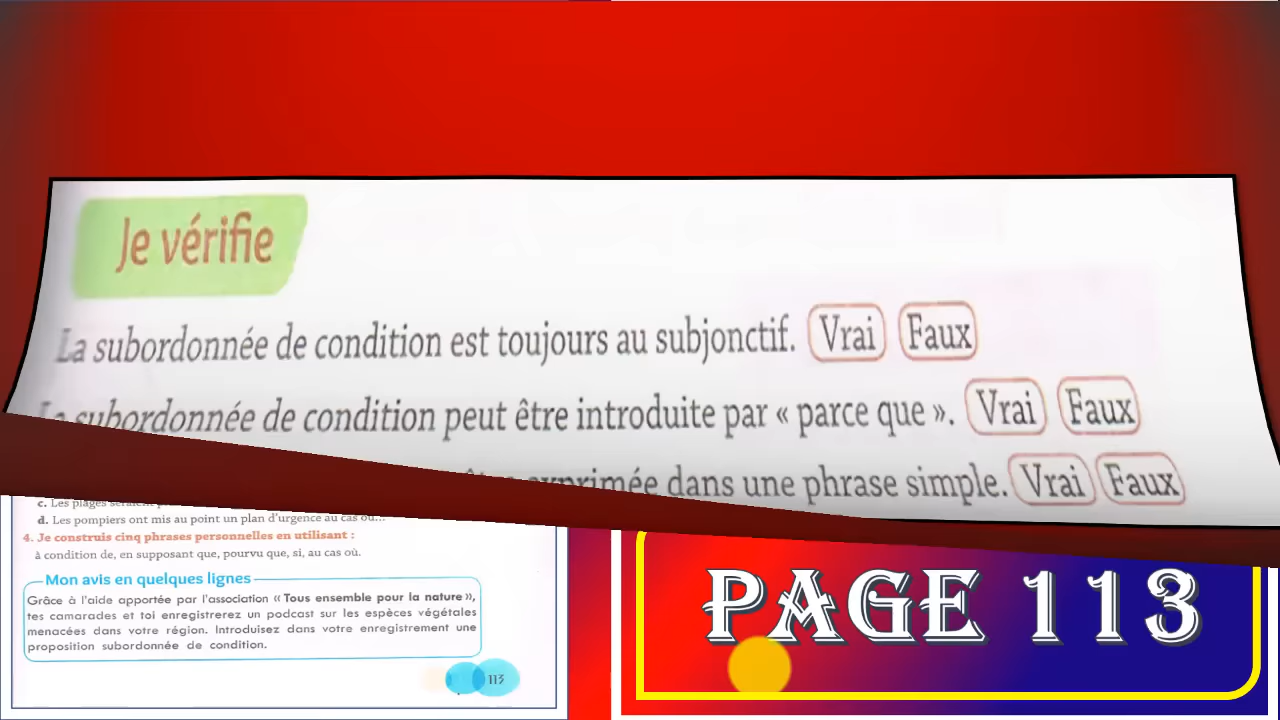 Je vérifie
La subordonnée de condition est toujours au subjonctif. Vrai Faux
La subordonnée de condition peut être introduite par « parce que ». Vrai Faux
exprimée dans une phrase simple. Vrai Faux
c. Les plages
d. Les pompiers ont mis au point un plan d'urgence au cas où...
4. Je construis cinq phrases personnelles en utilisant :
à condition de, en supposant que, pourvu que, si, au cas où.
Mon avis en quelques lignes
Grâce à l'aide apportée par l'association « Tous ensemble pour la nature »,
tes camarades et toi enregistrerez un podcast sur les espèces végétales
menacées dans votre région. Introduisez dans votre enregistrement une
proposition subordonnée de condition.
113
PAGE 113